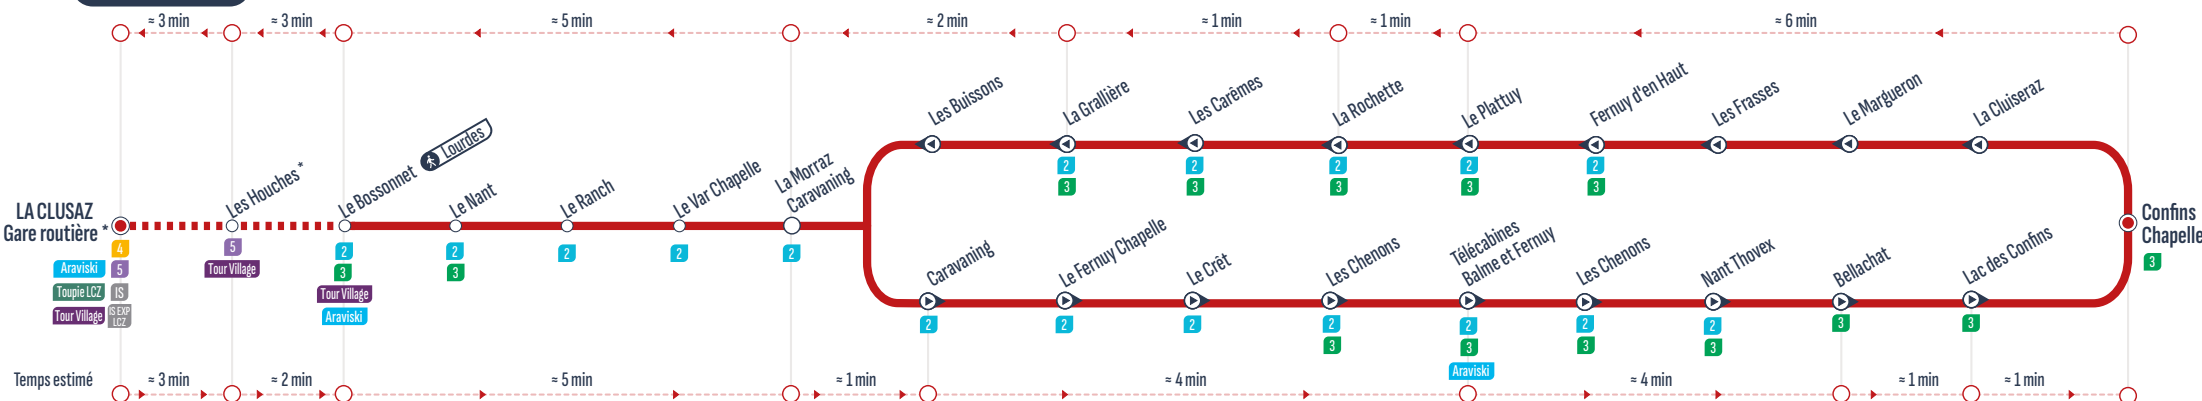 ≈ 3 min
≈ 3 min
≈ 5 min
≈ 2 min
≈ 1 min
≈ 1 min
≈ 6 min
LA CLUSAZ
Gare routière *
4
Araviski
5
Toupie LCZ
IS
Tour Village
IS EXP
LCZ
Les Houches *
5
Tour Village
Le Bossonnet
Lourdes
2
3
Tour Village
Araviski
Le Nant
2
3
Le Ranch
2
Le Var Chapelle
2
La Morraz
Caravaning
2
Les Buissons
La Grallière
2
3
Les Carêmes
2
3
La Rochette
2
3
Le Plattuy
2
3
Fernuy d'en Haut
2
3
Les Frasses
Le Margueron
La Cluiseraz
Confins
Chapelle
3
Caravaning
2
Le Fernuy Chapelle
2
Le Crêt
2
Les Chenons
2
3
Télécabines
Balme et Fernuy
2
3
Araviski
Les Chenons
2
3
Nant Thovex
2
3
Bellachat
3
Lac des Confins
3
Temps estimé
≈ 3 min
≈ 2 min
≈ 5 min
≈ 1 min
≈ 4 min
≈ 4 min
≈ 1 min
≈ 1 min